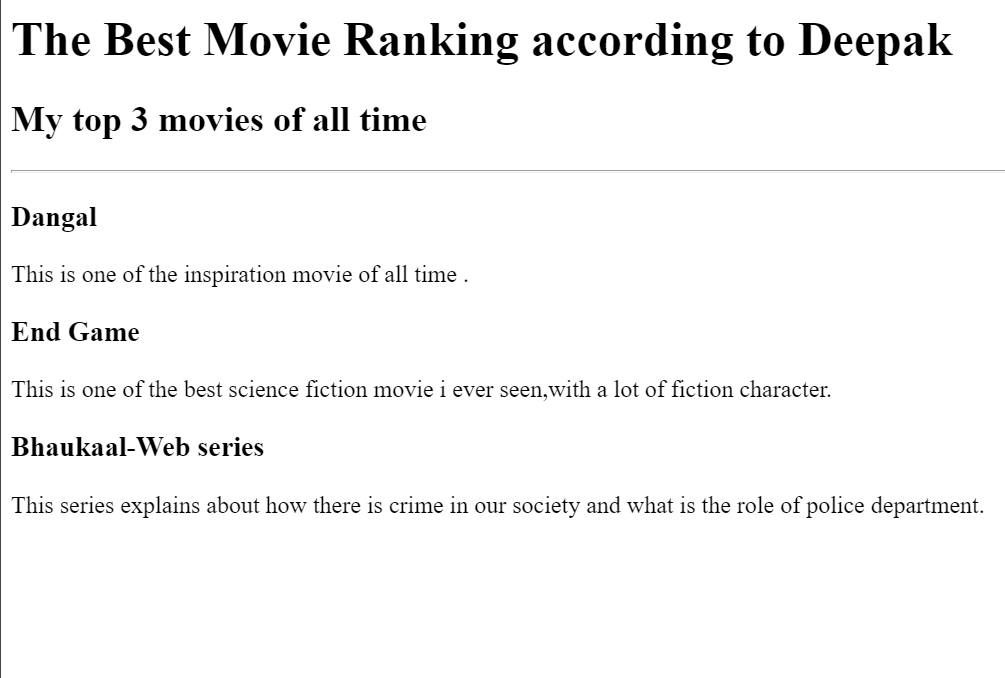 The Best Movie Ranking according to Deepak
My top 3 movies of all time
Dangal
This is one of the inspiration movie of all time .
End Game
This is one of the best science fiction movie i ever seen,with a lot of fiction character.
Bhaukaal-Web series
This series explains about how there is crime in our society and what is the role of police department.